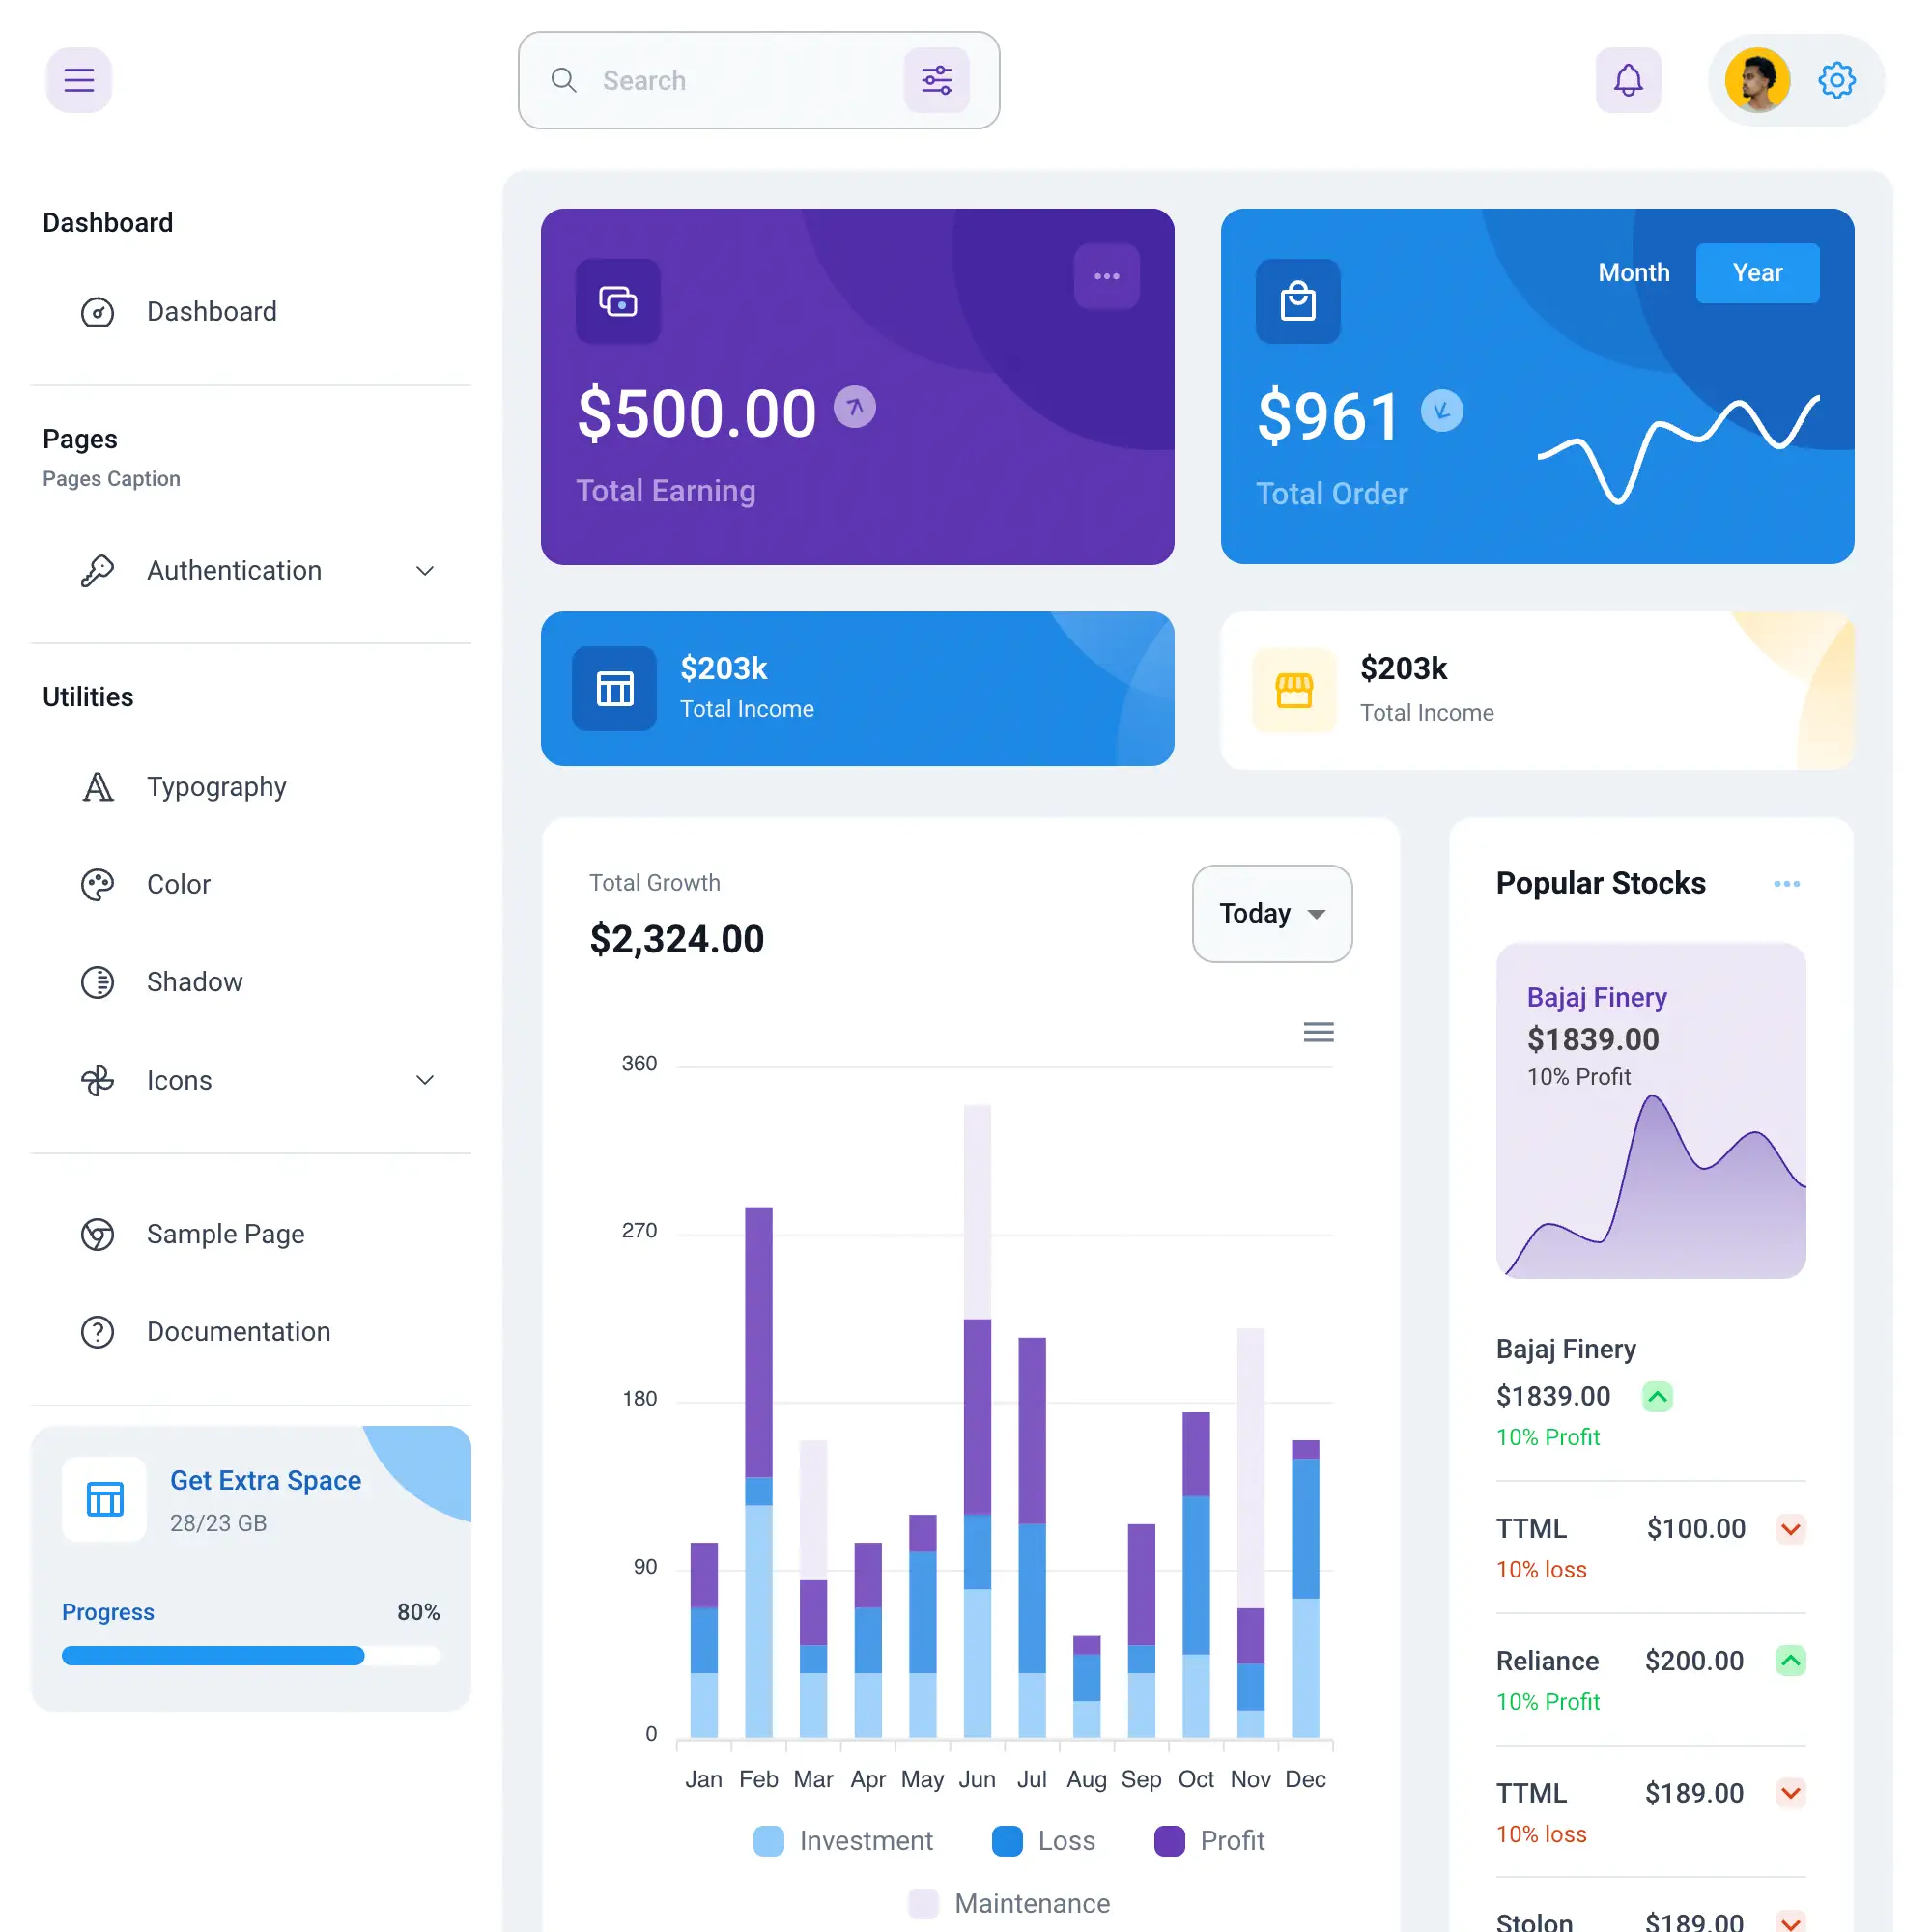 Search
Dashboard
Dashboard
Pages
Pages Caption
Authentication
Utilities
Typography
Color
Shadow
Icons
Sample Page
Documentation
Get Extra Space
28/23 GB
Progress 80%
$500.00
Total Earning
Month Year
$961
Total Order
$203k
Total Income
$203k
Total Income
Total Growth
$2,324.00
Today
360
270
180
90
0
Jan Feb Mar Apr May Jun Jul Aug Sep Oct Nov Dec
Investment Loss Profit
Maintenance
Popular Stocks
Bajaj Finery
$1839.00
10% Profit
Bajaj Finery
$1839.00
10% Profit
TTML $100.00
10% loss
Reliance $200.00
10% Profit
TTML $189.00
10% loss
Stolon $189.00